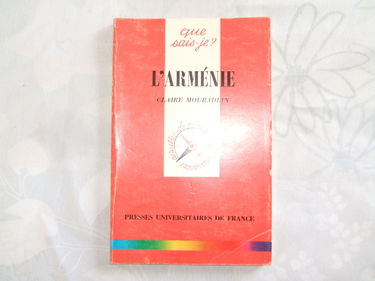 que
sais-je?
L'ARMÉNIE
CLAIRE MOURADIAN
PRESSES UNIVERSITAIRES DE FRANCE